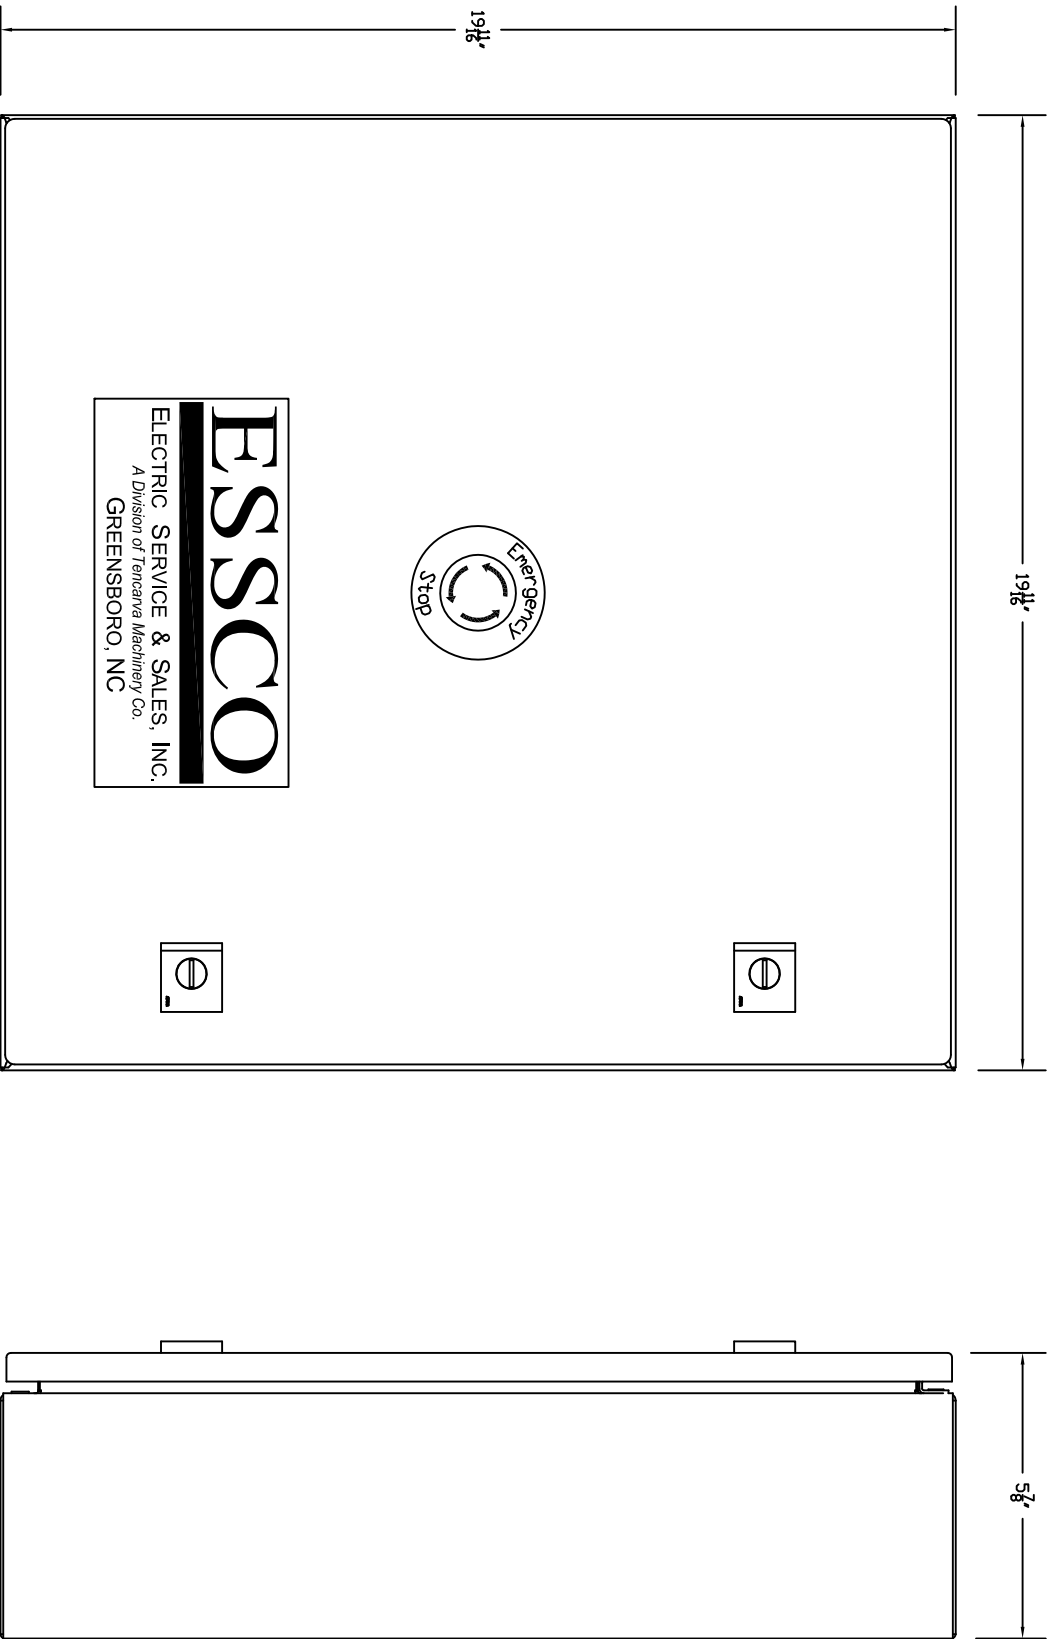 19 11/16"
5 7/8"
19 11/16"
Emergency
Stop
ESSCO
ELECTRIC SERVICE & SALES, INC.
A Division of Tencarva Machinery Co.
GREENSBORO, NC